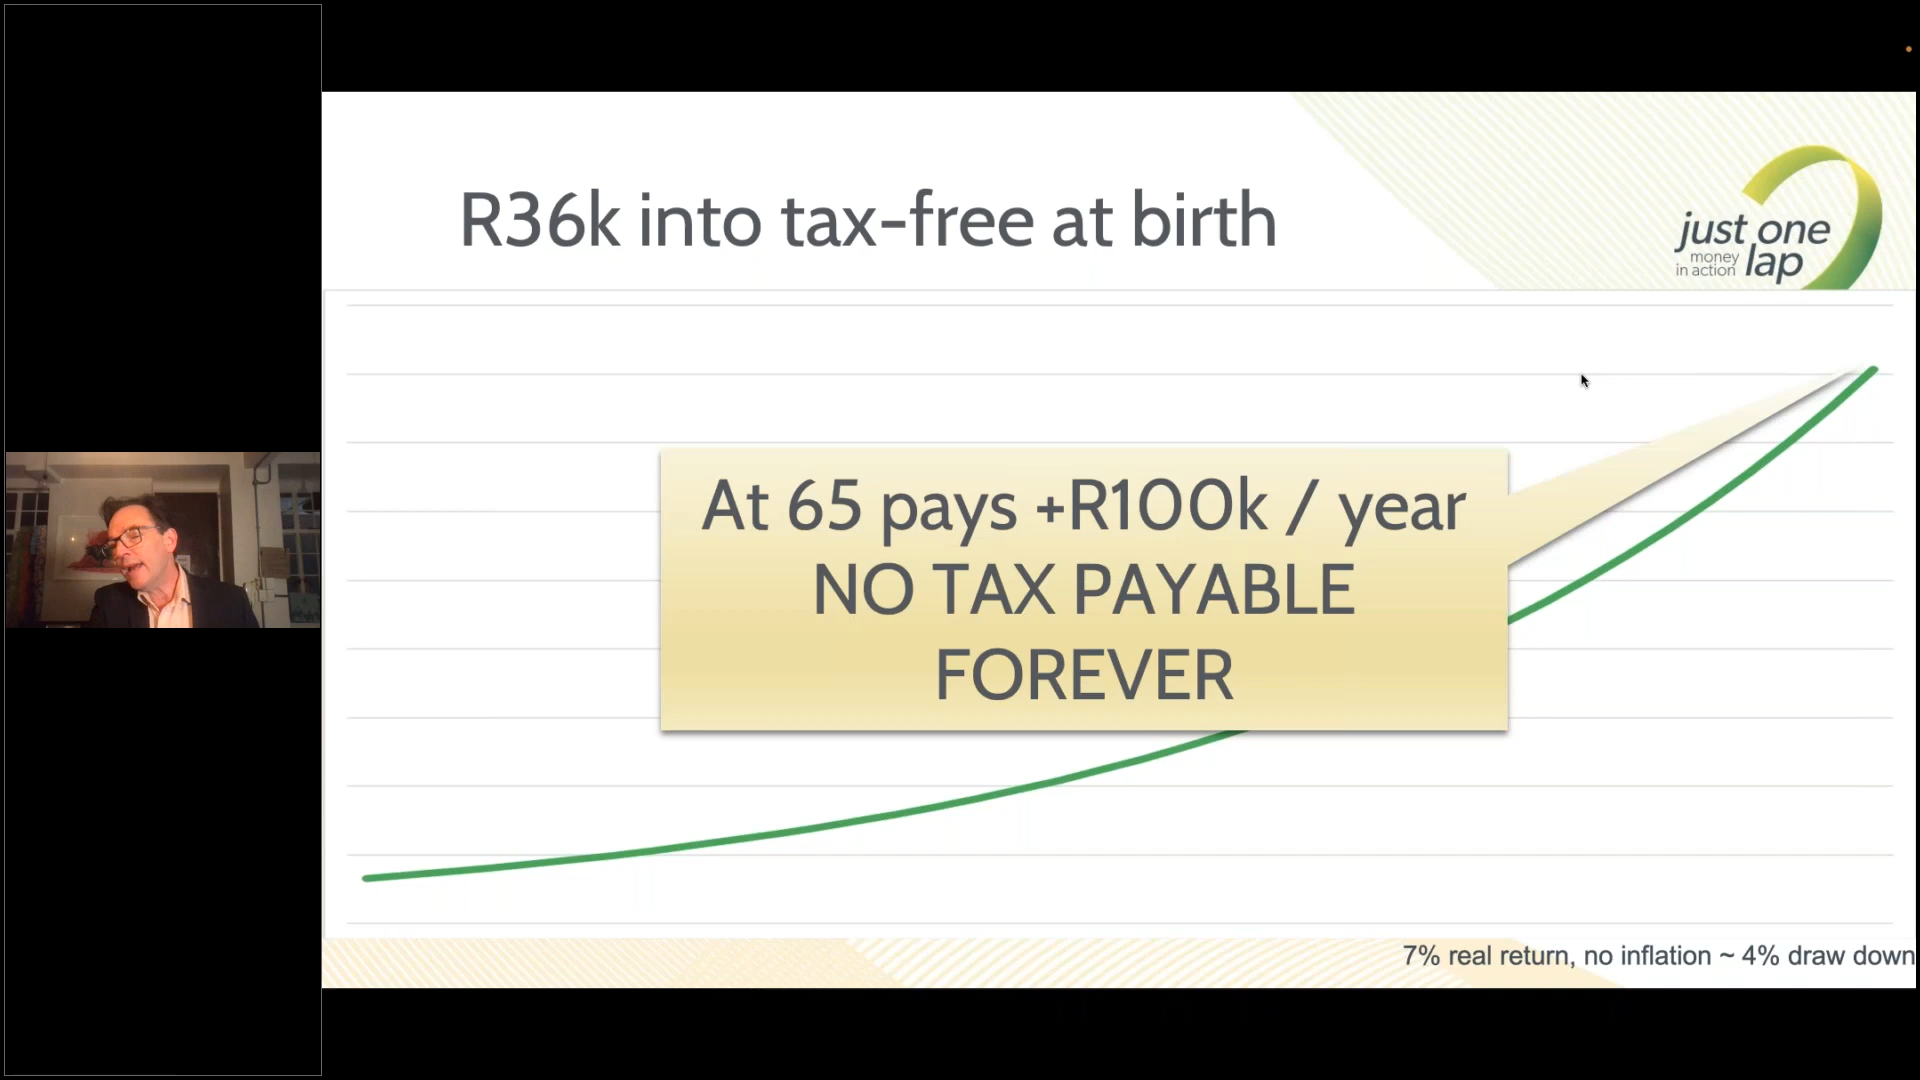 R36k into tax-free at birth
just one
money
in action lap
At 65 pays +R100k / year
NO TAX PAYABLE
FOREVER
7% real return, no inflation ~ 4% draw down